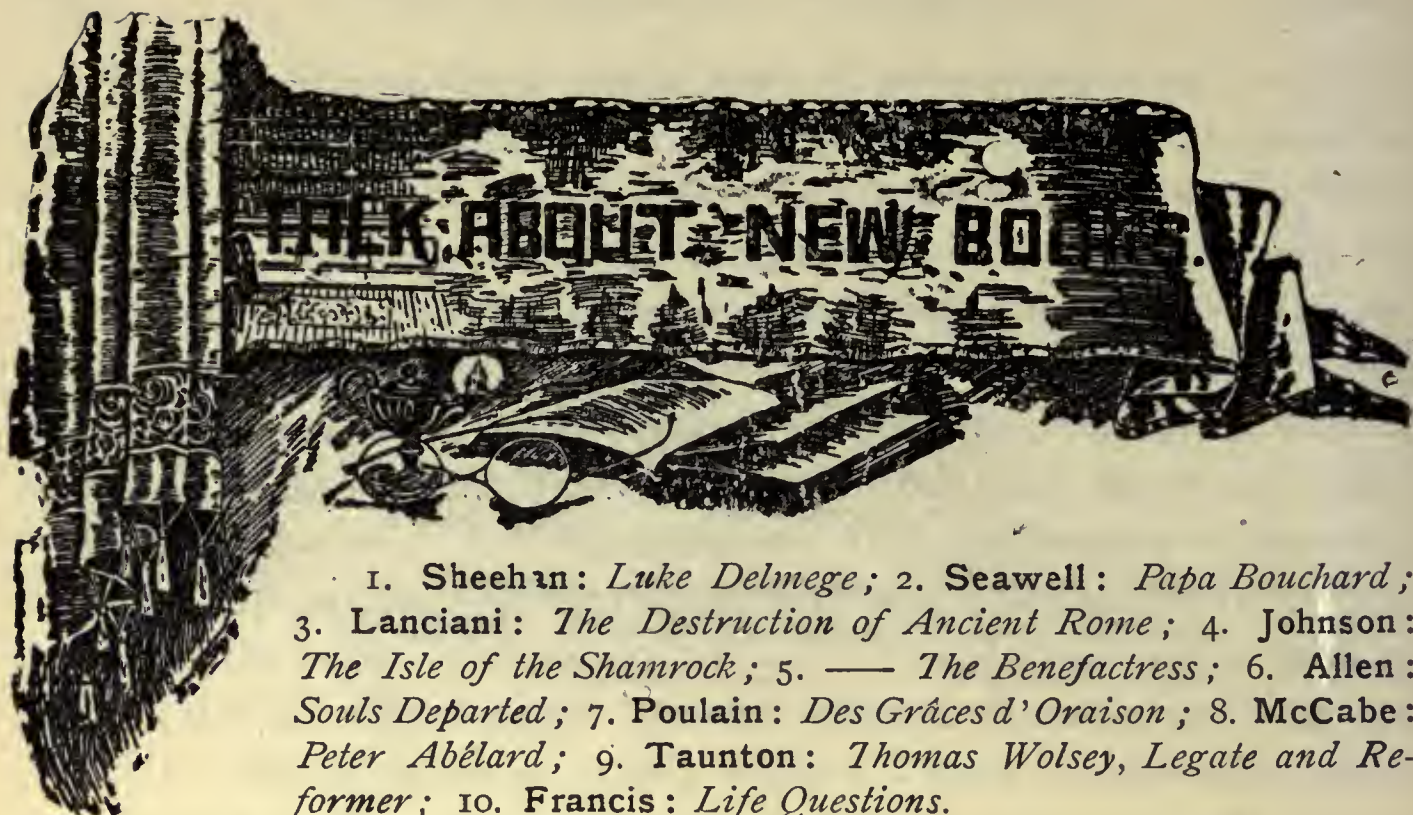 TALK ABOUT NEW BOO
1. Sheehan: Luke Delmege; 2. Seawell: Papa Bouchard;
3. Lanciani: The Destruction of Ancient Rome; 4. Johnson:
The Isle of the Shamrock; 5. —— The Benefactress; 6. Allen:
Souls Departed; 7. Poulain: Des Grâces d'Oraison; 8. McCabe:
Peter Abélard; 9. Taunton: Thomas Wolsey, Legate and Re-
former; 10. Francis: Life Questions.